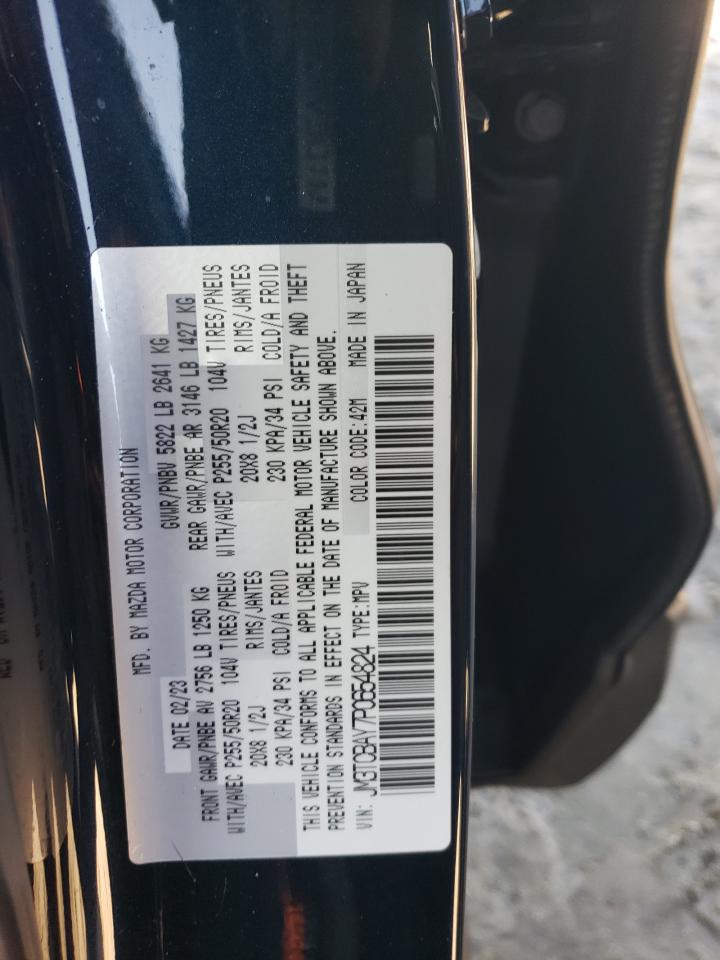 MFD. BY MAZDA MOTOR CORPORATION
DATE 02/23 GVWR/PNBV 5822 LB 2641 KG
FRONT GAWR/PNBE AV 2756 LB 1250 KG REAR GAWR/PNBE AR 3146 LB 1427 KG
WITH/AVEC P255/50R20 104V TIRES/PNEUS WITH/AVEC P255/50R20 104V TIRES/PNEUS
20X8 1/2J RIMS/JANTES 20X8 1/2J RIMS/JANTES
230 KPA/34 PSI COLD/A FROID 230 KPA/34 PSI COLD/A FROID
THIS VEHICLE CONFORMS TO ALL APPLICABLE FEDERAL MOTOR VEHICLE SAFETY AND THEFT
PREVENTION STANDARDS IN EFFECT ON THE DATE OF MANUFACTURE SHOWN ABOVE.
VIN: JM3TCBAY7P0654824 TYPE:MPV COLOR CODE:42M MADE IN JAPAN